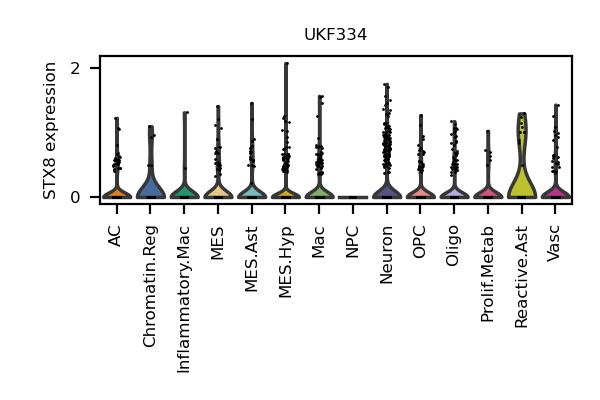 UKF334
STX8 expression
2
0
AC
Chromatin.Reg
Inflammatory.Mac
MES
MES.Ast
MES.Hyp
Mac
NPC
Neuron
OPC
Oligo
Prolif.Metab
Reactive.Ast
Vasc